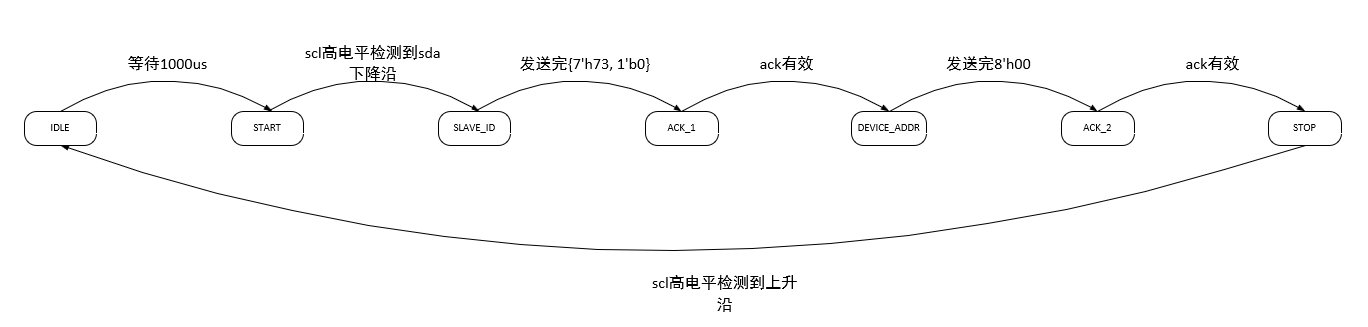 等待1000us
scl高电平检测到sda
下降沿
发送完{7'h73, 1'b0}
ack有效
发送完8'h00
ack有效
IDLE
START
SLAVE_ID
ACK_1
DEVICE_ADDR
ACK_2
STOP
scl高电平检测到上升
沿